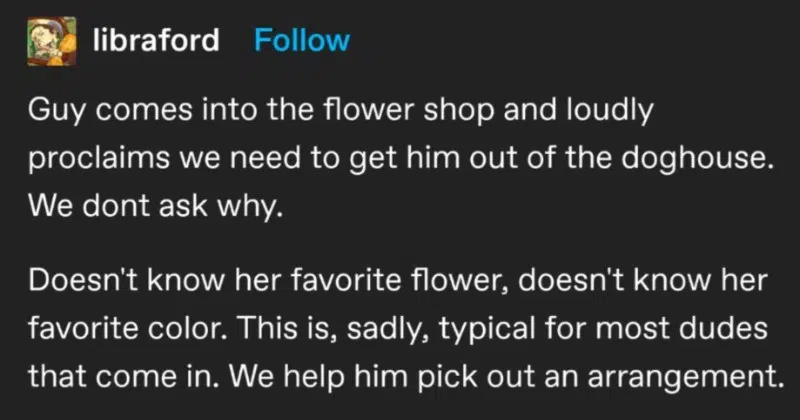 libraford Follow
Guy comes into the flower shop and loudly
proclaims we need to get him out of the doghouse.
We dont ask why.
Doesn't know her favorite flower, doesn't know her
favorite color. This is, sadly, typical for most dudes
that come in. We help him pick out an arrangement.